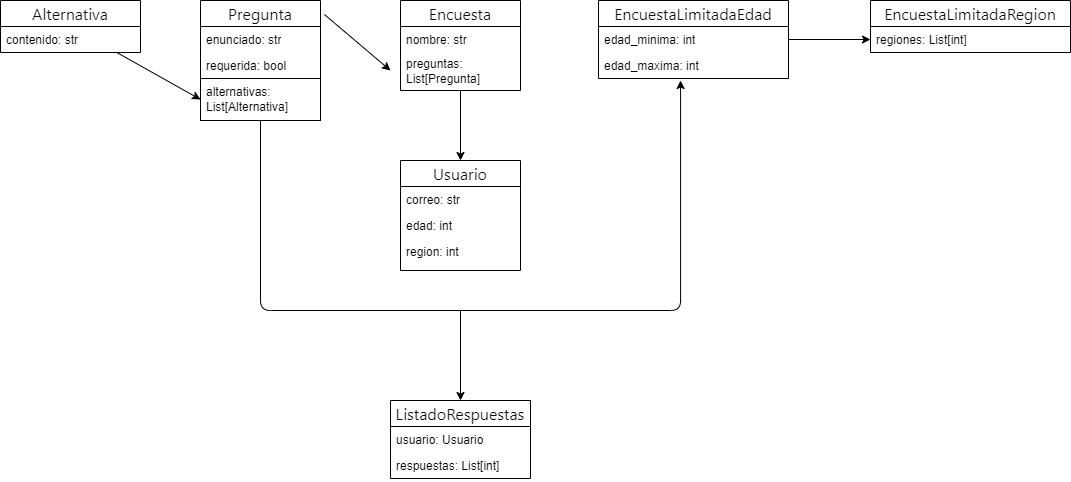 Alternativa
contenido: str
Pregunta
enunciado: str
requerida: bool
alternativas:
List[Alternativa]
Encuesta
nombre: str
preguntas:
List[Pregunta]
EncuestaLimitadaEdad
edad_minima: int
edad_maxima: int
EncuestaLimitadaRegion
regiones: List[int]
Usuario
correo: str
edad: int
region: int
ListadoRespuestas
usuario: Usuario
respuestas: List[int]